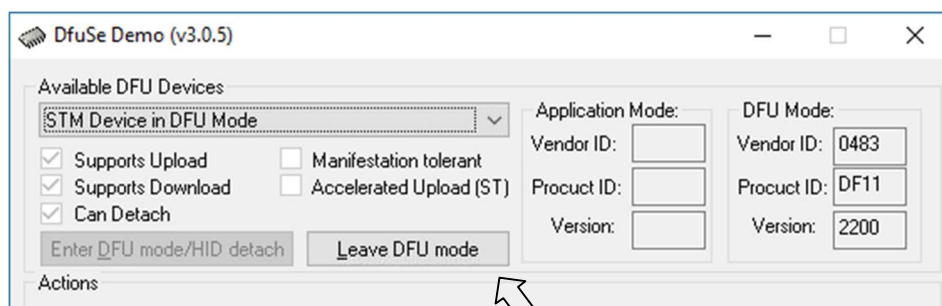 DfuSe Demo (v3.0.5)
Available DFU Devices
STM Device in DFU Mode
Supports Upload
Manifestation tolerant
Supports Download
Accelerated Upload (ST)
Can Detach
Enter DFU mode/HID detach
Leave DFU mode
Application Mode:
Vendor ID:
Procuct ID:
Version:
DFU Mode:
Vendor ID: 0483
Procuct ID: DF11
Version: 2200
Actions